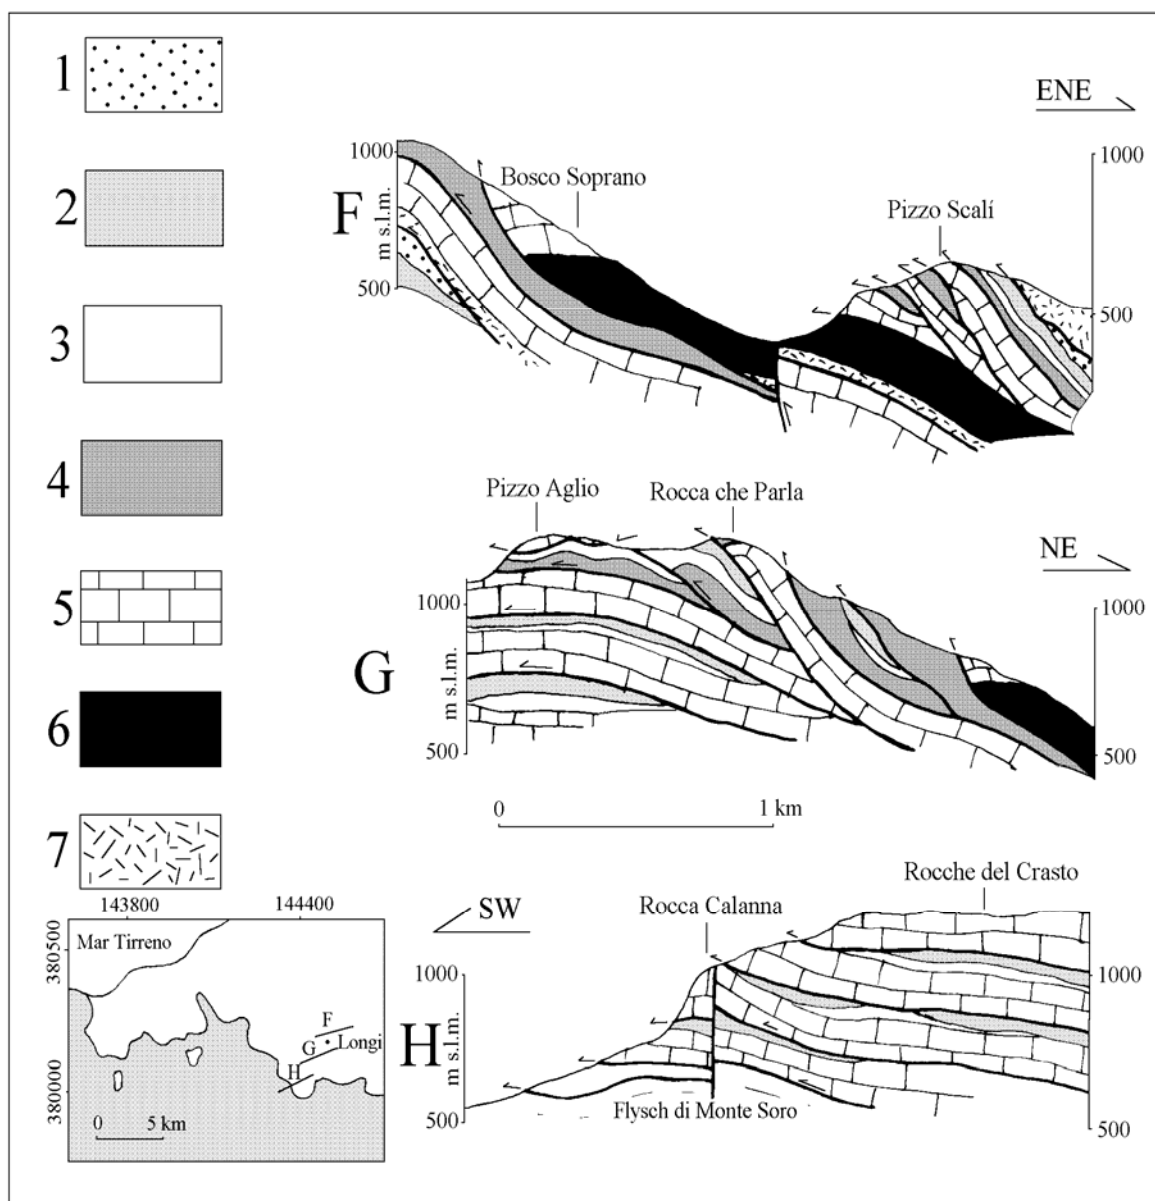 1
2
3
4
5
6
7
ENE
F
1000
500
m s.l.m.
Bosco Soprano
Pizzo Scalí
1000
500
Pizzo Aglio
Rocca che Parla
NE
G
1000
500
m s.l.m.
1000
500
0 1 km
SW
Rocca Calanna
Rocche del Crasto
H
1000
500
m s.l.m.
Flysch di Monte Soro
1000
500
143800 144400
380500
380000
Mar Tirreno
F
G
Longi
H
0 5 km